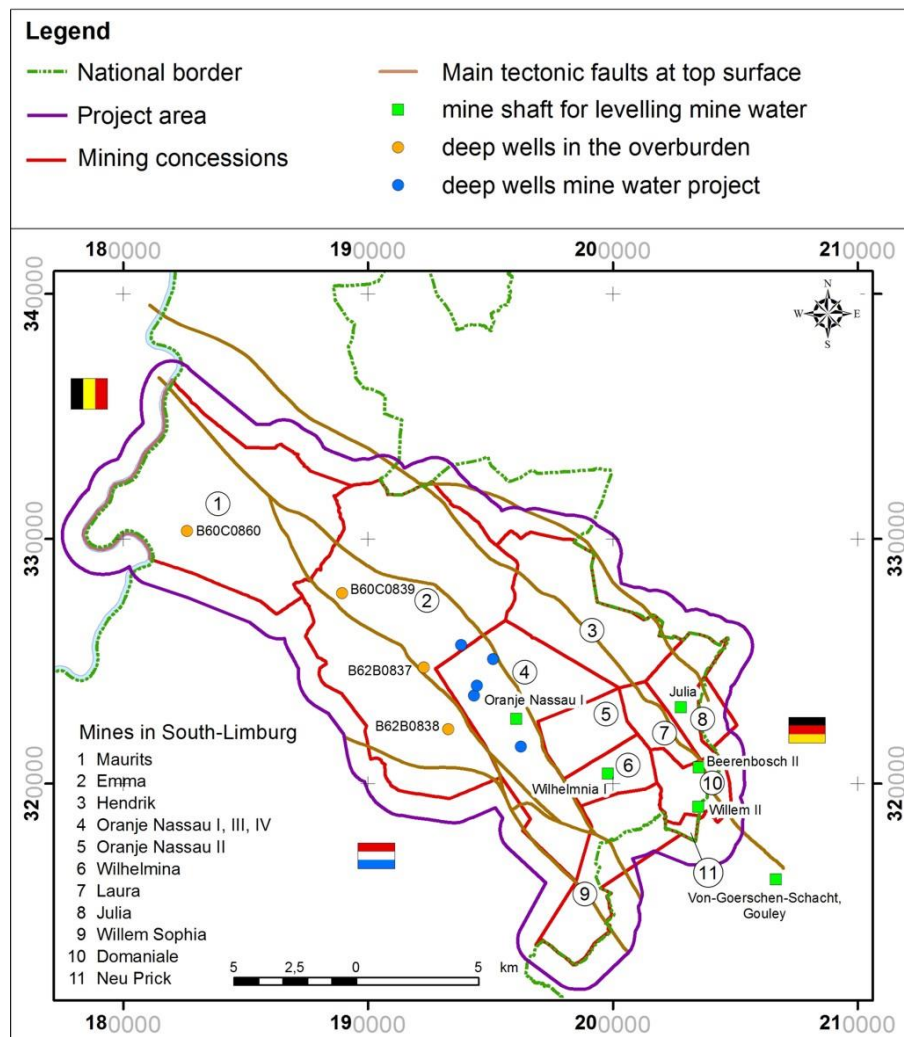 Legend
National border
Project area
Mining concessions
Main tectonic faults at top surface
mine shaft for levelling mine water
deep wells in the overburden
deep wells mine water project
180000 190000 200000 210000
340000
N
W E
S
330000
320000
1
B60C0860
B60C0839
2
3
B62B0837
4
Oranje Nassau I
Julia
5
7
8
B62B0838
6
Wilhelmnia I
Beerenbosch II
10
Willem II
11
9
Von-Goerschen-Schacht,
Gouley
Mines in South-Limburg
1 Maurits
2 Emma
3 Hendrik
4 Oranje Nassau I, III, IV
5 Oranje Nassau II
6 Wilhelmina
7 Laura
8 Julia
9 Willem Sophia
10 Domaniale
11 Neu Prick
5 2,5 0 5
km
340000
330000
320000
180000 190000 200000 210000